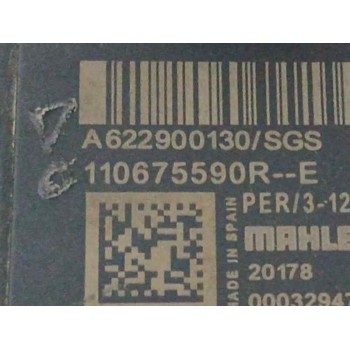 A622900130/SGS
110675590R--E
PER/3-12
MAHLE
20178
00032947
MADE IN SPAIN